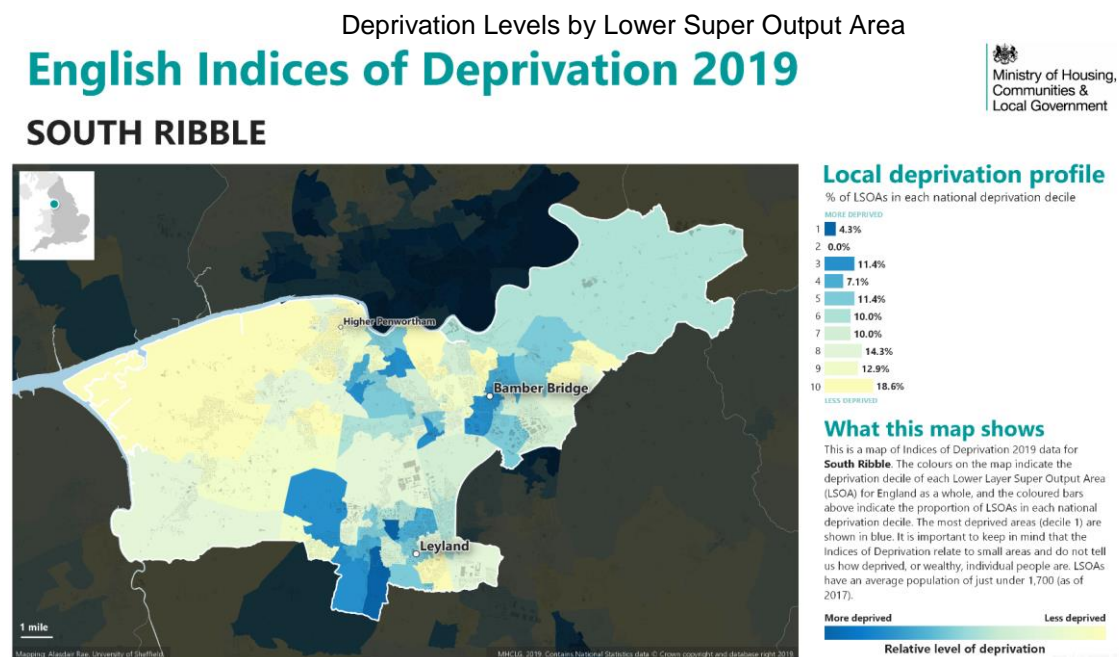 Deprivation Levels by Lower Super Output Area
English Indices of Deprivation 2019
Ministry of Housing,
Communities &
Local Government
SOUTH RIBBLE
Higher Penwortham
Bamber Bridge
Leyland
1 mile
Mapping: Alasdair Rae, University of Sheffield
MHCLG, 2019. Contains National Statistics data © Crown copyright and database right 2019
Local deprivation profile
% of LSOAs in each national deprivation decile
MORE DEPRIVED
1 4.3%
2 0.0%
3 11.4%
4 7.1%
5 11.4%
6 10.0%
7 10.0%
8 14.3%
9 12.9%
10 18.6%
LESS DEPRIVED
What this map shows
This is a map of Indices of Deprivation 2019 data for
South Ribble. The colours on the map indicate the
deprivation decile of each Lower Layer Super Output Area
(LSOA) for England as a whole, and the coloured bars
above indicate the proportion of LSOAs in each national
deprivation decile. The most deprived areas (decile 1) are
shown in blue. It is important to keep in mind that the
Indices of Deprivation relate to small areas and do not tell
us how deprived, or wealthy, individual people are. LSOAs
have an average population of just under 1,700 (as of
2017).
More deprived Less deprived
Relative level of deprivation